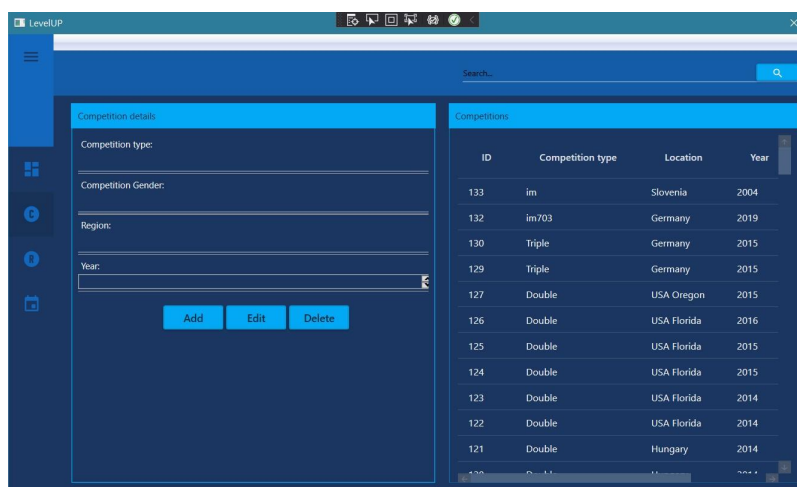 LevelUP
Search...
Competition details
Competition type:
Competition Gender:
Region:
Year:
Add Edit Delete
Competitions
ID Competition type Location Year
133 im Slovenia 2004
132 im703 Germany 2019
130 Triple Germany 2015
129 Triple Germany 2015
127 Double USA Oregon 2015
126 Double USA Florida 2016
125 Double USA Florida 2015
124 Double USA Florida 2015
123 Double USA Florida 2014
122 Double USA Florida 2014
121 Double Hungary 2014
C
R